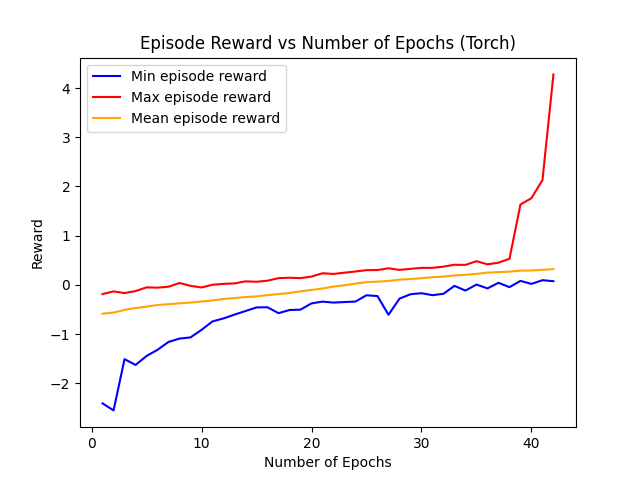 Episode Reward vs Number of Epochs (Torch)
Min episode reward
Max episode reward
Mean episode reward
Reward
4
3
2
1
0
−1
−2
0 10 20 30 40
Number of Epochs